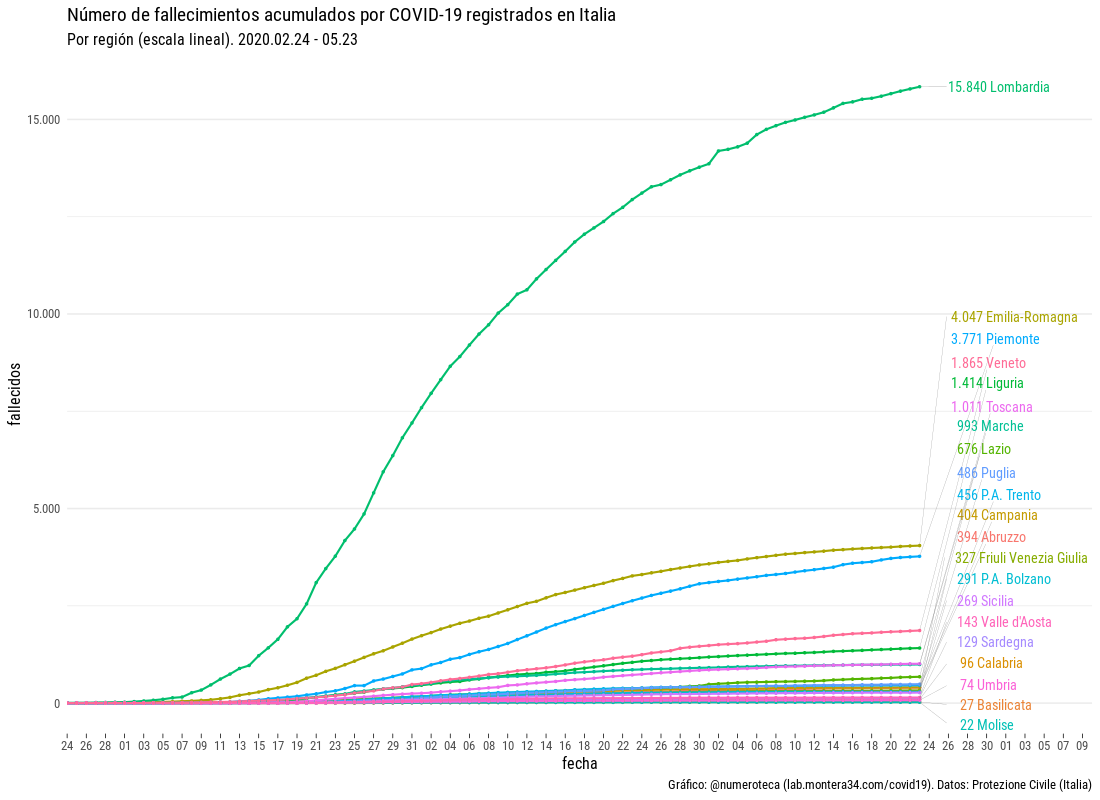 Número de fallecimientos acumulados por COVID-19 registrados en Italia
Por región (escala lineal). 2020.02.24 - 05.23
15.840 Lombardia
15.000
10.000
4.047 Emilia-Romagna
3.771 Piemonte
1.865 Veneto
1.414 Liguria
1.011 Toscana
993 Marche
676 Lazio
486 Puglia
456 P.A. Trento
5.000
404 Campania
394 Abruzzo
327 Friuli Venezia Giulia
291 P.A. Bolzano
269 Sicilia
143 Valle d'Aosta
129 Sardegna
96 Calabria
74 Umbria
0
27 Basilicata
22 Molise
fallecidos
24 26 28 01 03 05 07 09 11 13 15 17 19 21 23 25 27 29 31 02 04 06 08 10 12 14 16 18 20 22 24 26 28 30 02 04 06 08 10 12 14 16 18 20 22 24 26 28 30 01 03 05 07 09
fecha
Gráfico: @numeroteca (lab.montera34.com/covid19). Datos: Protezione Civile (Italia)